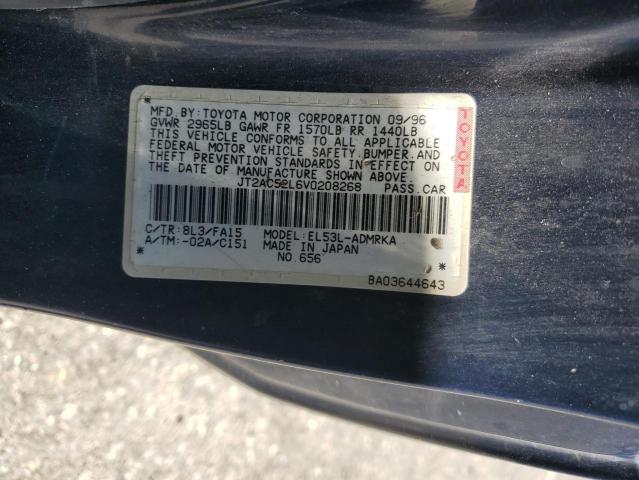 MFD.BY:TOYOTA MOTOR CORPORATION 09/96
GVWR 2965LB GAWR FR 1570LB RR 1440LB
THIS VEHICLE CONFORMS TO ALL APPLICABLE
FEDERAL MOTOR VEHICLE SAFETY,BUMPER,AND
THEFT PREVENTION STANDARDS IN EFFECT ON
THE DATE OF MANUFACTURE SHOWN ABOVE.
JT2AC52L6V0208268 PASS.CAR
C/TR:8L3/FA15 MODEL:EL53L-ADMRKA
A/TM:-02A/C151 MADE IN JAPAN
NO.656
BA03644643
TOYOTA